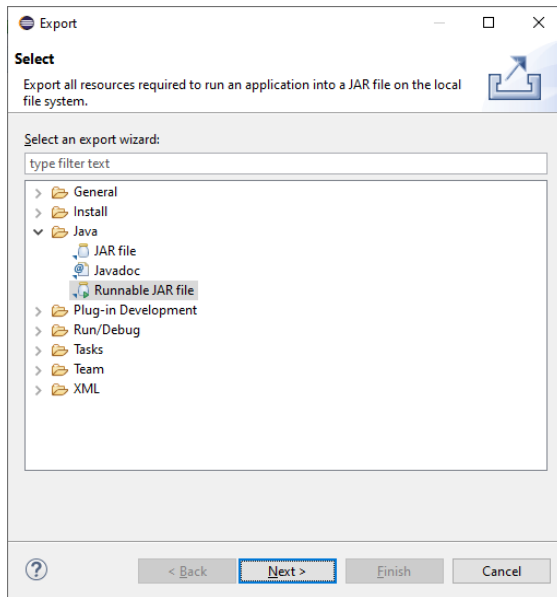 Export
Select
Export all resources required to run an application into a JAR file on the local
file system.
Select an export wizard:
type filter text
General
Install
Java
JAR file
Javadoc
Runnable JAR file
Plug-in Development
Run/Debug
Tasks
Team
XML
?
< Back
Next >
Finish
Cancel